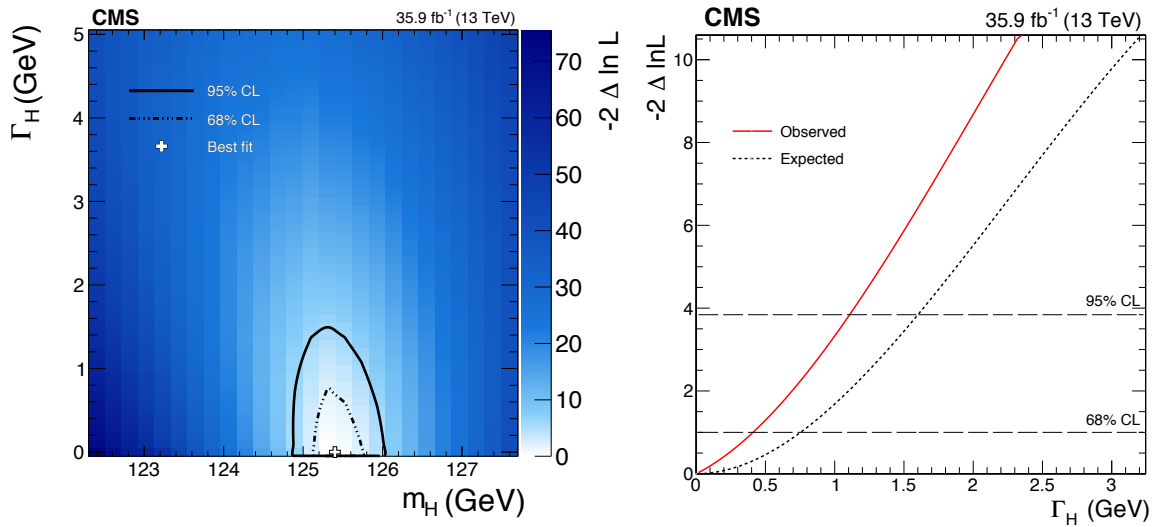 CMS
35.9 fb⁻¹ (13 TeV)
Γ_H (GeV)
5
4
3
2
1
0
95% CL
68% CL
Best fit
123
124
125
126
127
m_H (GeV)
70
60
50
40
30
20
10
0
-2 Δ ln L
CMS
35.9 fb⁻¹ (13 TeV)
-2 Δ lnL
10
8
6
4
2
0
Observed
Expected
95% CL
68% CL
0
0.5
1
1.5
2
2.5
3
Γ_H (GeV)